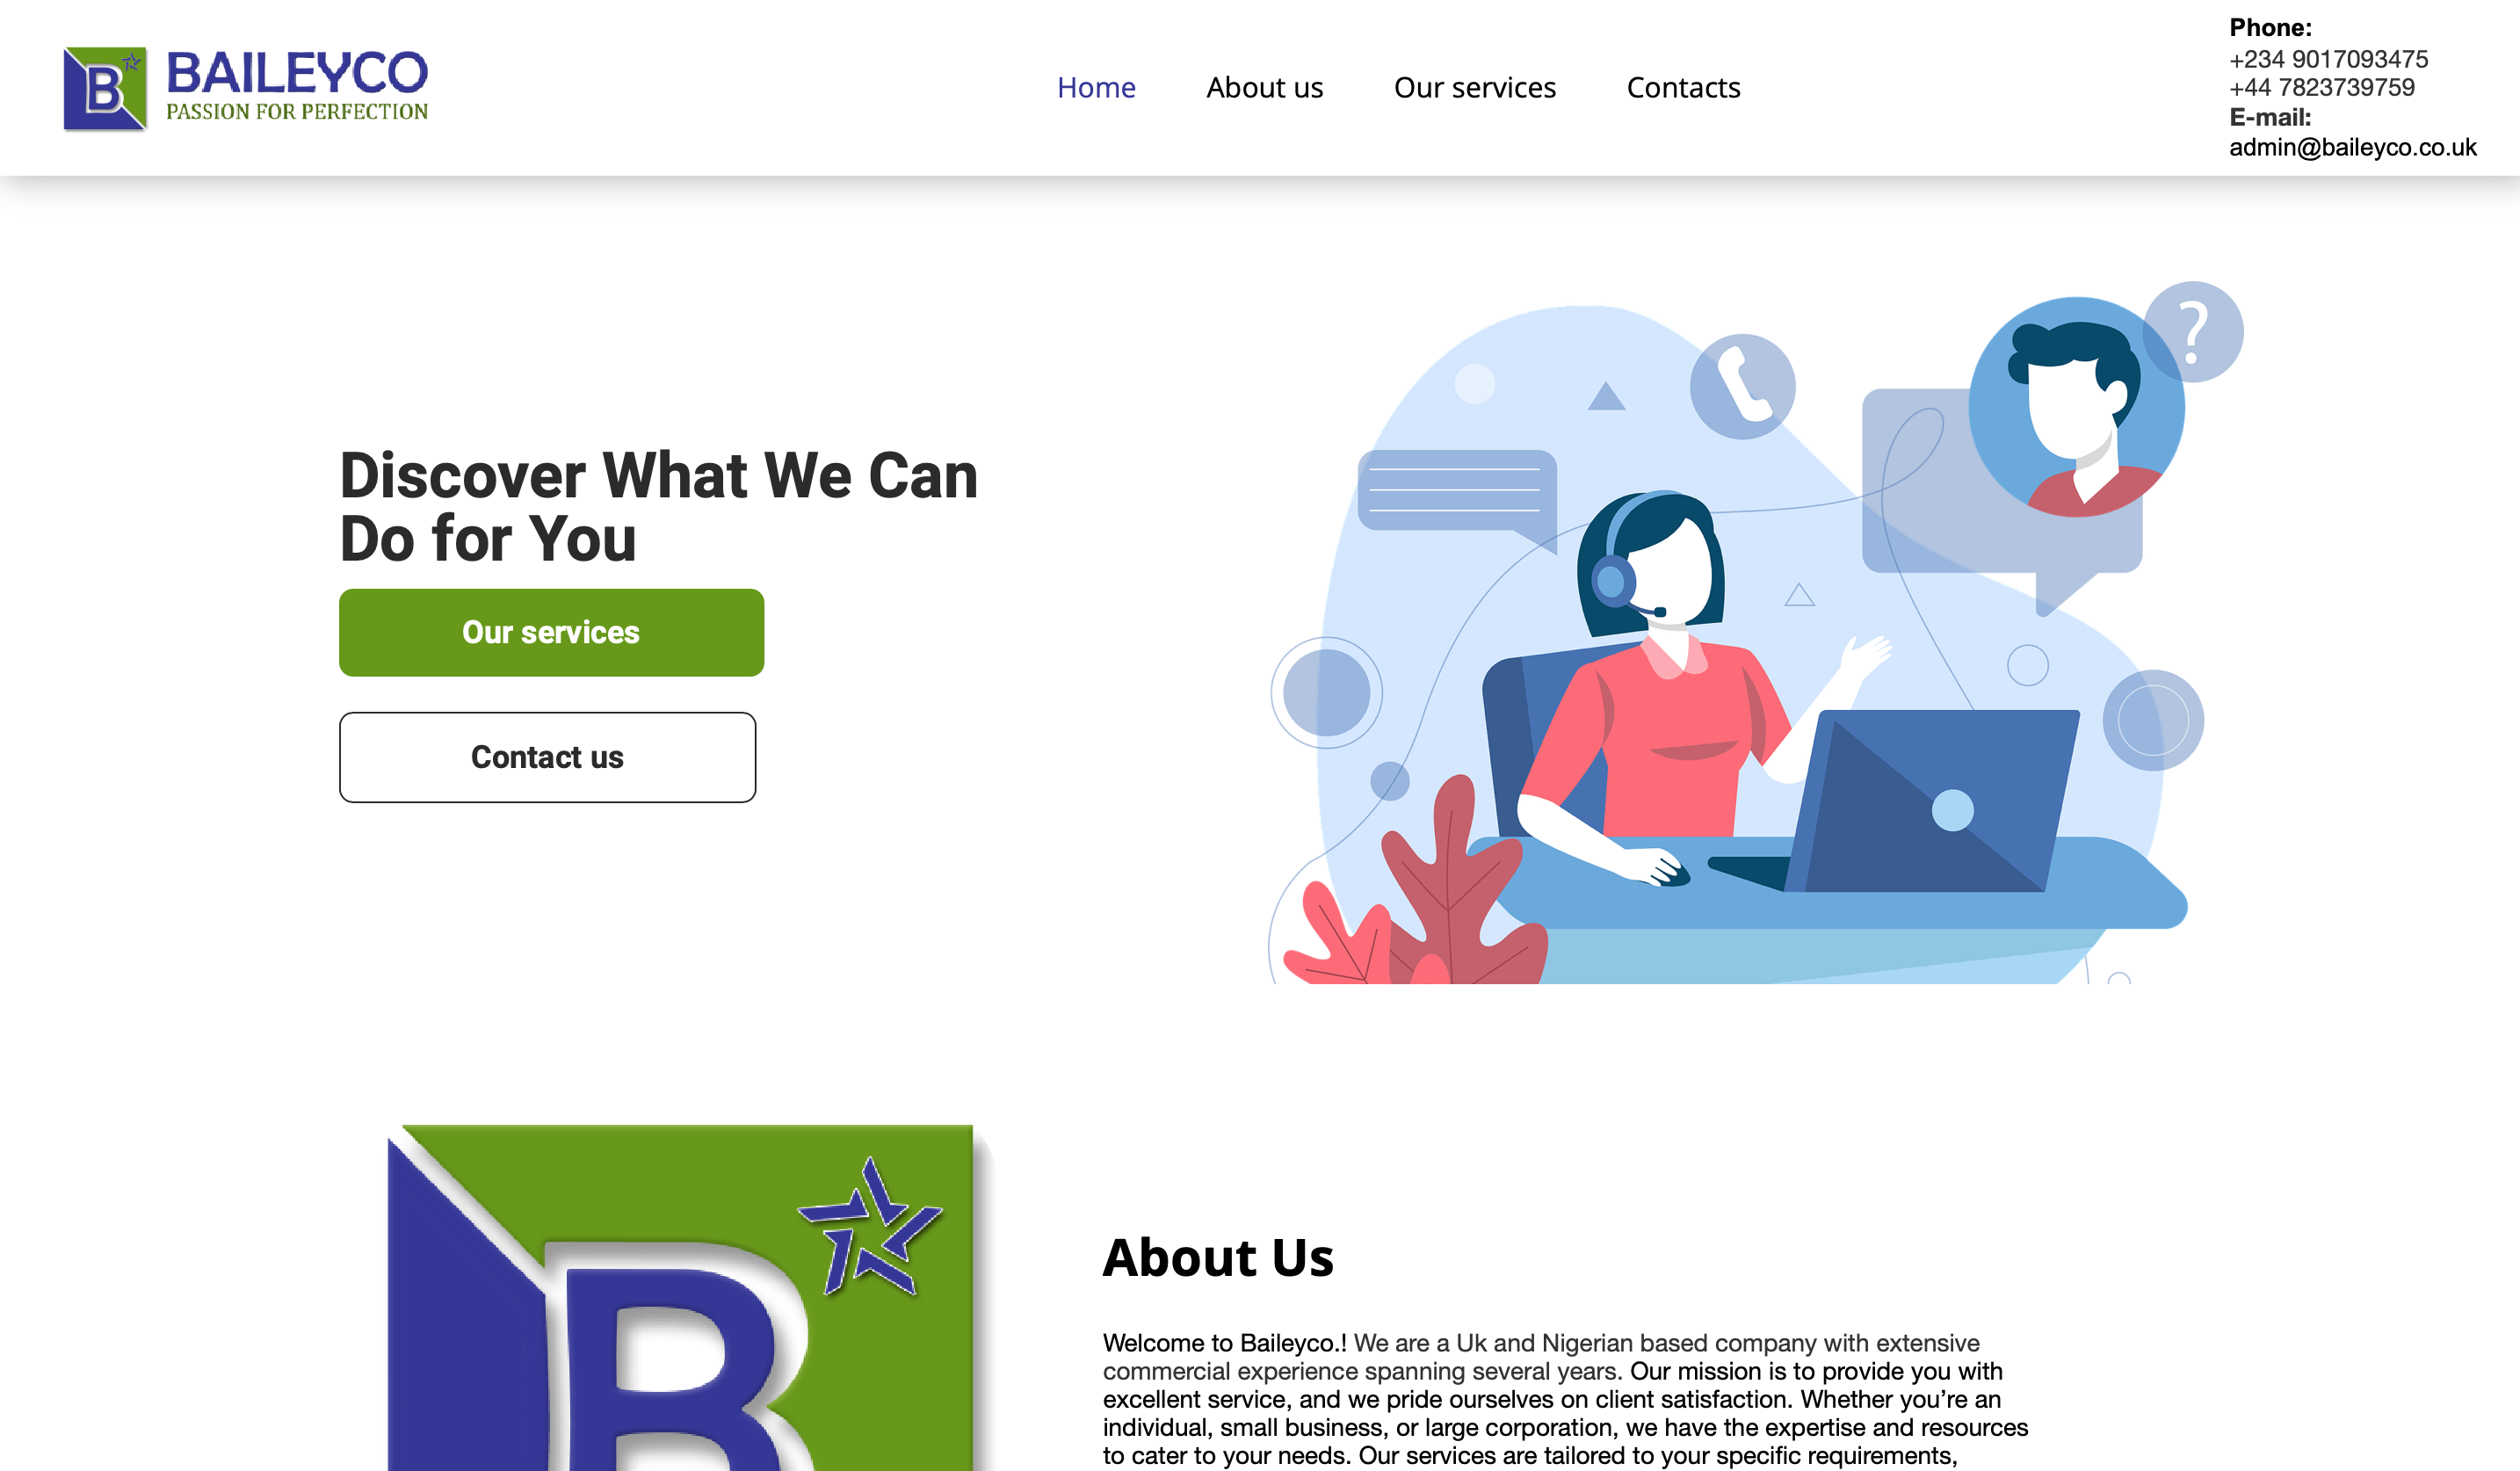 BAILEYCO
PASSION FOR PERFECTION
Home
About us
Our services
Contacts
Phone:
+234 9017093475
+44 7823739759
E-mail:
admin@baileyco.co.uk
Discover What We Can
Do for You
Our services
Contact us
?
B
About Us
Welcome to Baileyco.! We are a Uk and Nigerian based company with extensive
commercial experience spanning several years. Our mission is to provide you with
excellent service, and we pride ourselves on client satisfaction. Whether you’re an
individual, small business, or large corporation, we have the expertise and resources
to cater to your needs. Our services are tailored to your specific requirements,